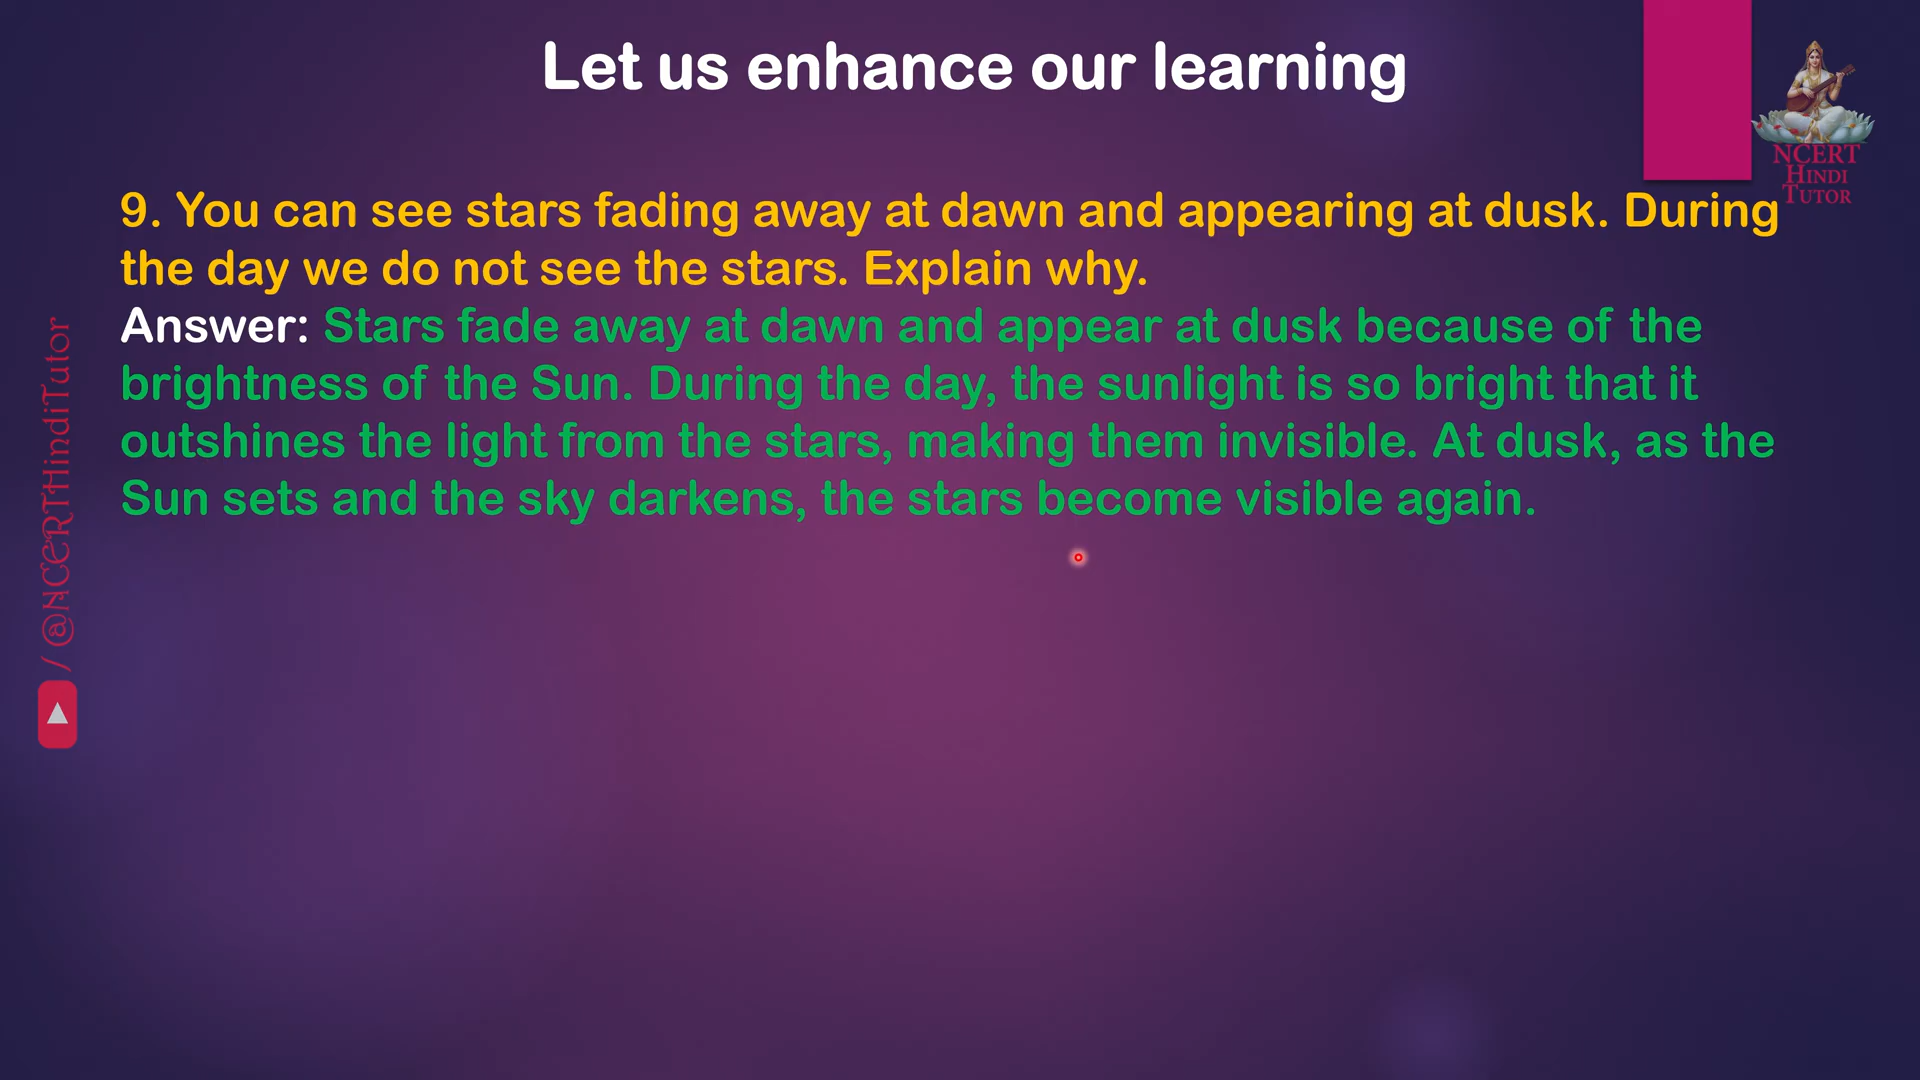 Let us enhance our learning
NCERT
HINDI
TUTOR
9. You can see stars fading away at dawn and appearing at dusk. During
the day we do not see the stars. Explain why.
Answer: Stars fade away at dawn and appear at dusk because of the
brightness of the Sun. During the day, the sunlight is so bright that it
outshines the light from the stars, making them invisible. At dusk, as the
Sun sets and the sky darkens, the stars become visible again.
/ @NCERTHindiTutor